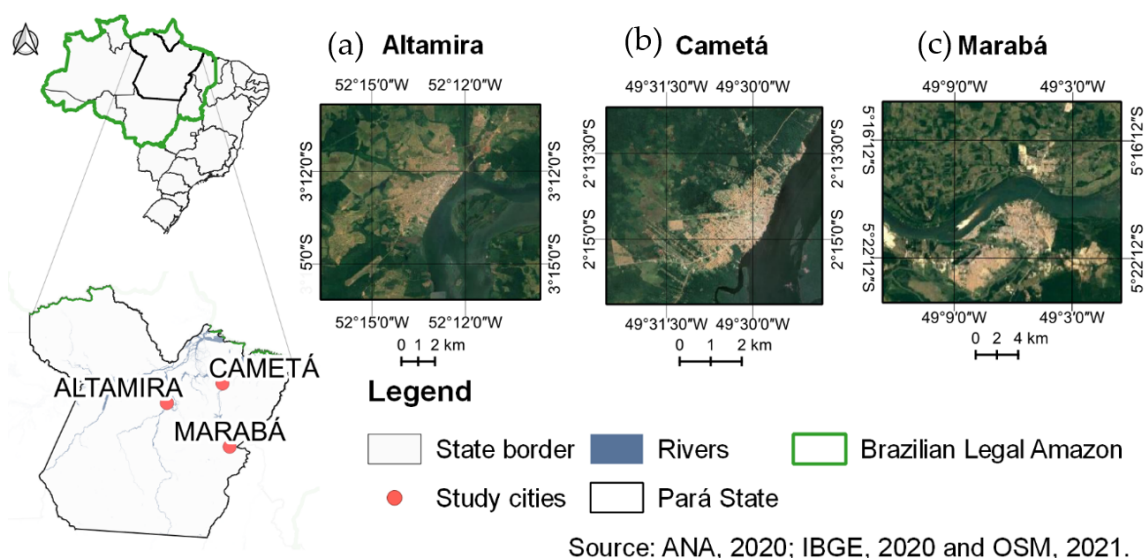 (a) Altamira
52°15′0″W 52°12′0″W
3°12′0″S
3°15′0″S
3°12′0″S
3°15′0″S
52°15′0″W 52°12′0″W
0 1 2 km
(b) Cametá
49°31′30″W 49°30′0″W
2°13′30″S
2°15′0″S
2°13′30″S
2°15′0″S
49°31′30″W 49°30′0″W
0 1 2 km
(c) Marabá
49°9′0″W 49°3′0″W
5°16′12″S
5°22′12″S
5°16′12″S
5°22′12″S
49°9′0″W 49°3′0″W
0 2 4 km
CAMETÁ
ALTAMIRA
MARABÁ
Legend
State border
Rivers
Brazilian Legal Amazon
Study cities
Pará State
Source: ANA, 2020; IBGE, 2020 and OSM, 2021.